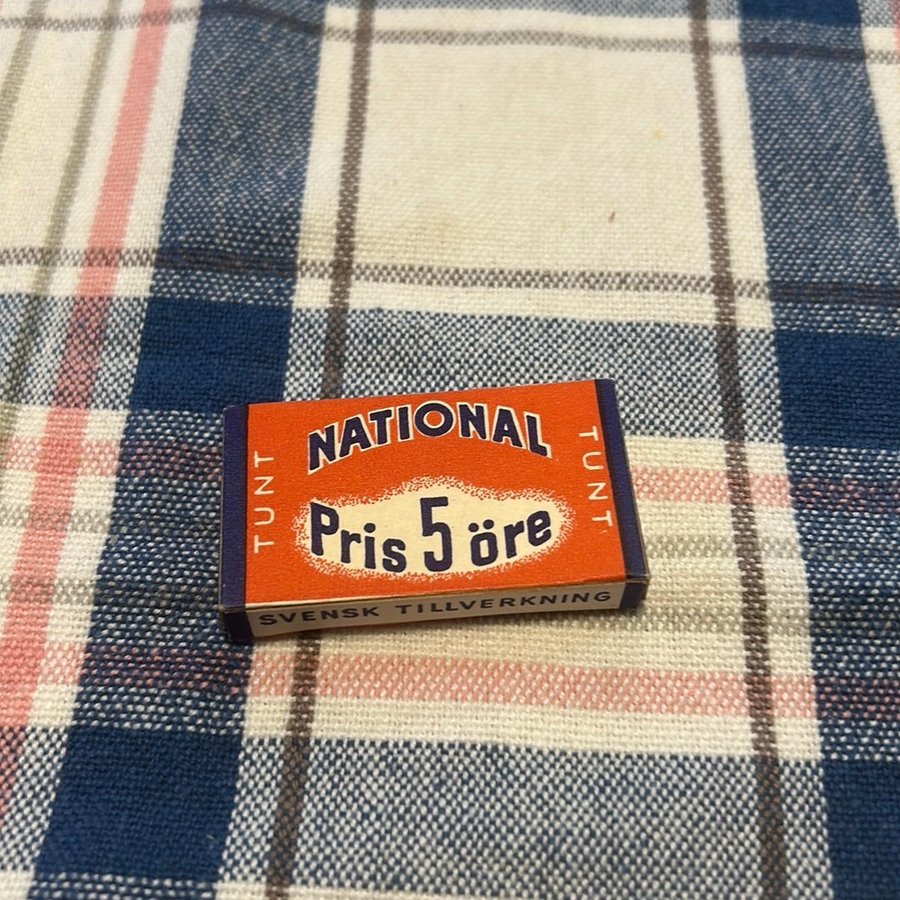 NATIONAL
TUNT
Pris 5 öre
TUNT
SVENSK TILLVERKNING